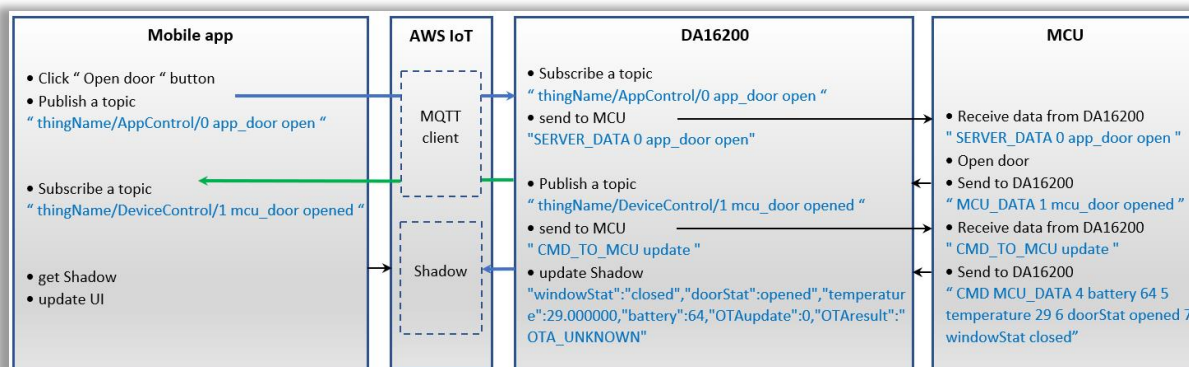 Mobile app
• Click “ Open door “ button
• Publish a topic
“ thingName/AppControl/0 app_door open “
• Subscribe a topic
“ thingName/DeviceControl/1 mcu_door opened “
• get Shadow
• update UI
AWS IoT
MQTT
client
Shadow
DA16200
• Subscribe a topic
“ thingName/AppControl/0 app_door open “
• send to MCU
"SERVER_DATA 0 app_door open"
• Publish a topic
“ thingName/DeviceControl/1 mcu_door opened “
• send to MCU
" CMD_TO_MCU update "
• update Shadow
"windowStat":"closed","doorStat":opened","temperatur
e":29.000000,"battery":64,"OTAupdate":0,"OTAresult":"
OTA_UNKNOWN"
MCU
• Receive data from DA16200
" SERVER_DATA 0 app_door open "
• Open door
• Send to DA16200
“ MCU_DATA 1 mcu_door opened ”
• Receive data from DA16200
" CMD_TO_MCU update "
• Send to DA16200
“ CMD MCU_DATA 4 battery 64 5
temperature 29 6 doorStat opened 7
windowStat closed”